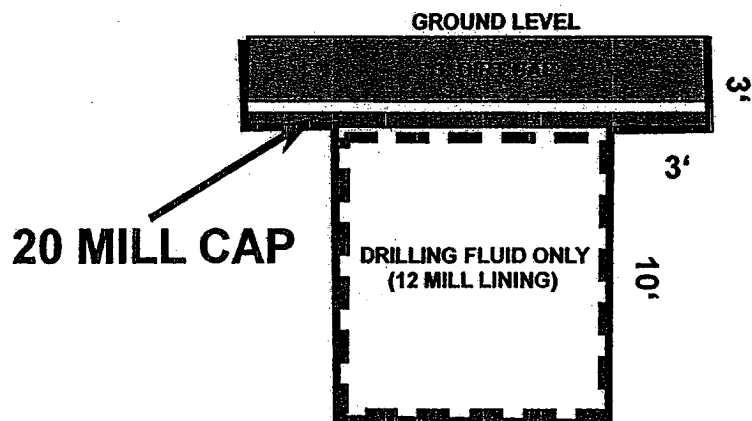 GROUND LEVEL
3'
3'
20 MILL CAP
DRILLING FLUID ONLY
(12 MILL LINING)
10'